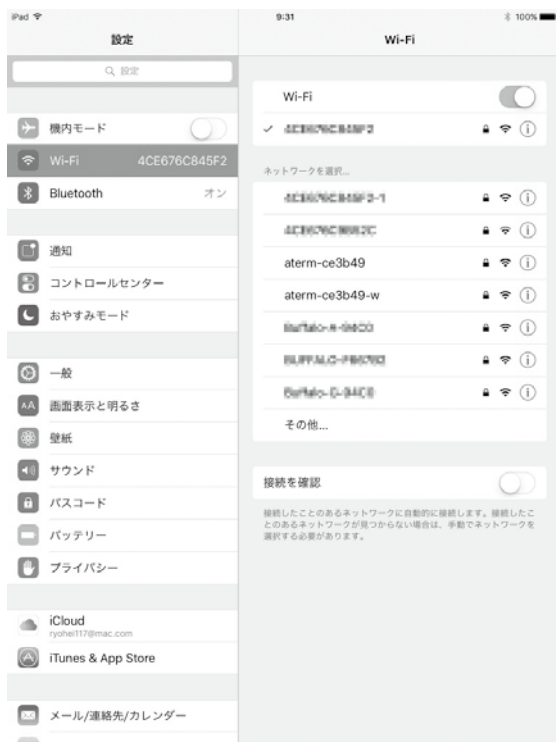 iPad
9:31
100%
設定
Wi-Fi
設定
機内モード
Wi-Fi 4CE676C845F2
Bluetooth オン
通知
コントロールセンター
おやすみモード
一般
画面表示と明るさ
壁紙
サウンド
パスコード
バッテリー
プライバシー
iCloud
ryohei117@mac.com
iTunes & App Store
メール/連絡先/カレンダー
Wi-Fi
ネットワークを選択...
aterm-ce3b49
aterm-ce3b49-w
その他...
接続を確認
接続したことのあるネットワークに自動的に接続します。接続したこ
とのあるネットワークが見つからない場合は、手動でネットワークを
選択する必要があります。